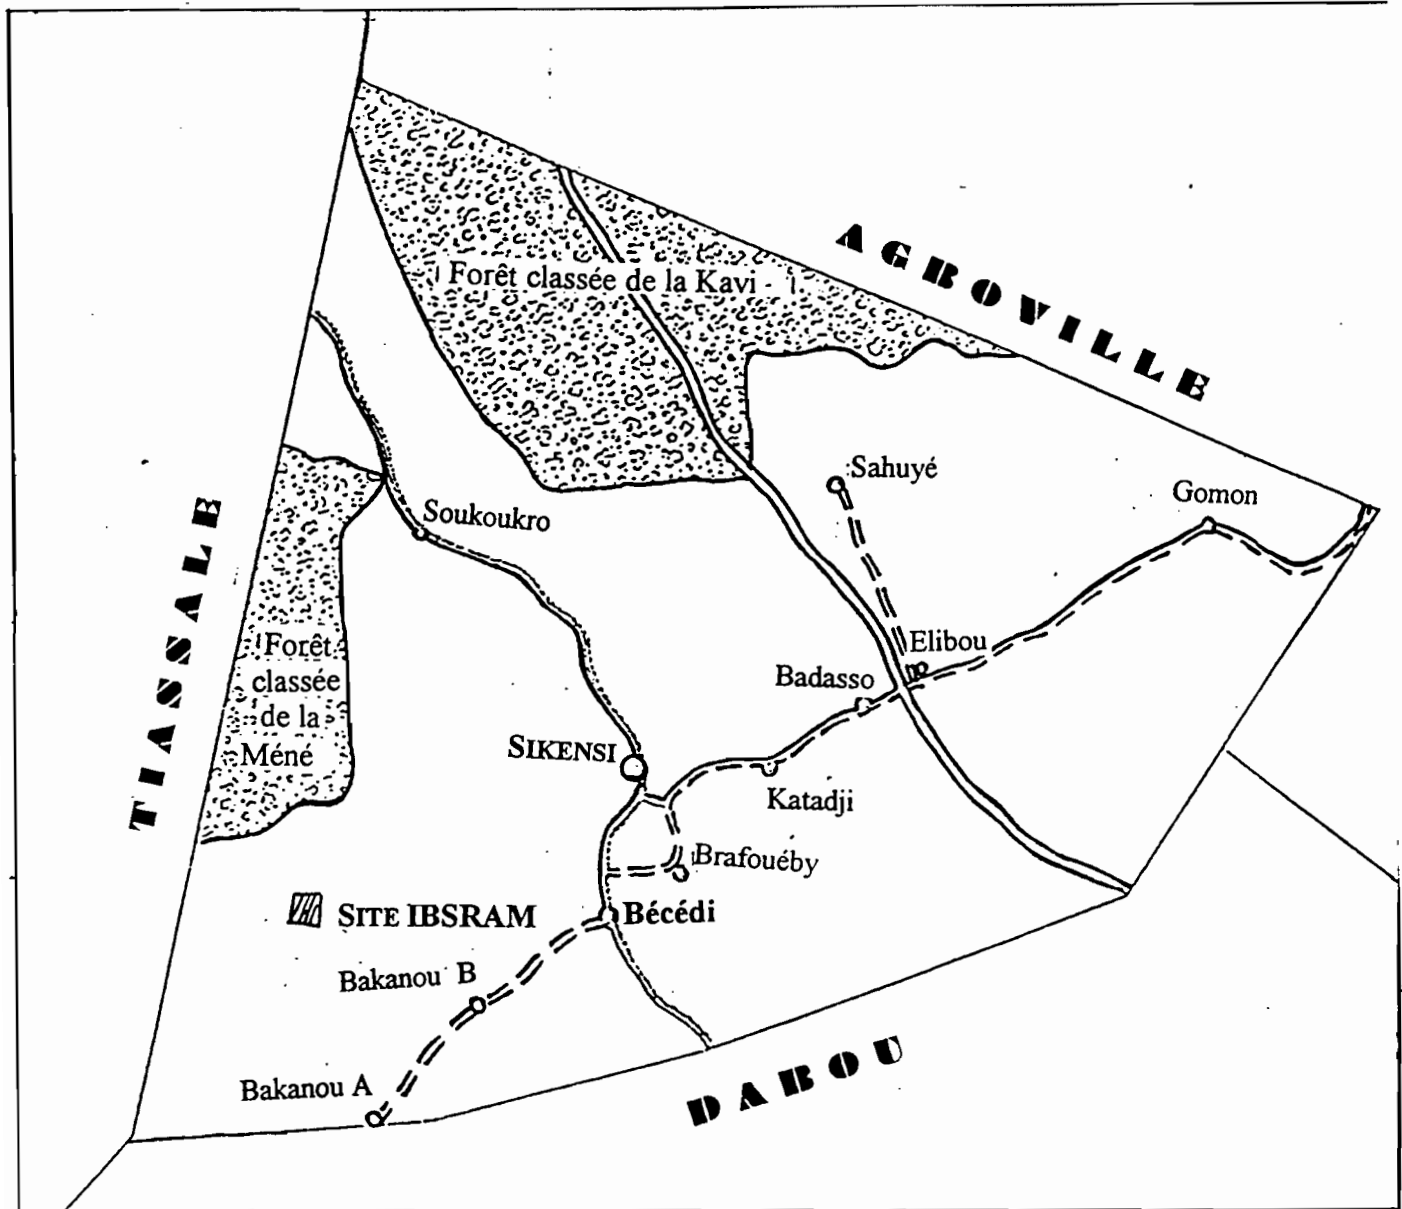 AGROVILLE
Forêt classée de la Kavi
Sahuyé
Gomon
Soukoukro
TIASSALE
Forêt
classée
de la
Méné
Elibou
Badasso
SIKENSI
Katadji
Brafouéby
SITE IBSRAM
Bécédi
Bakanou B
Bakanou A
DABOU